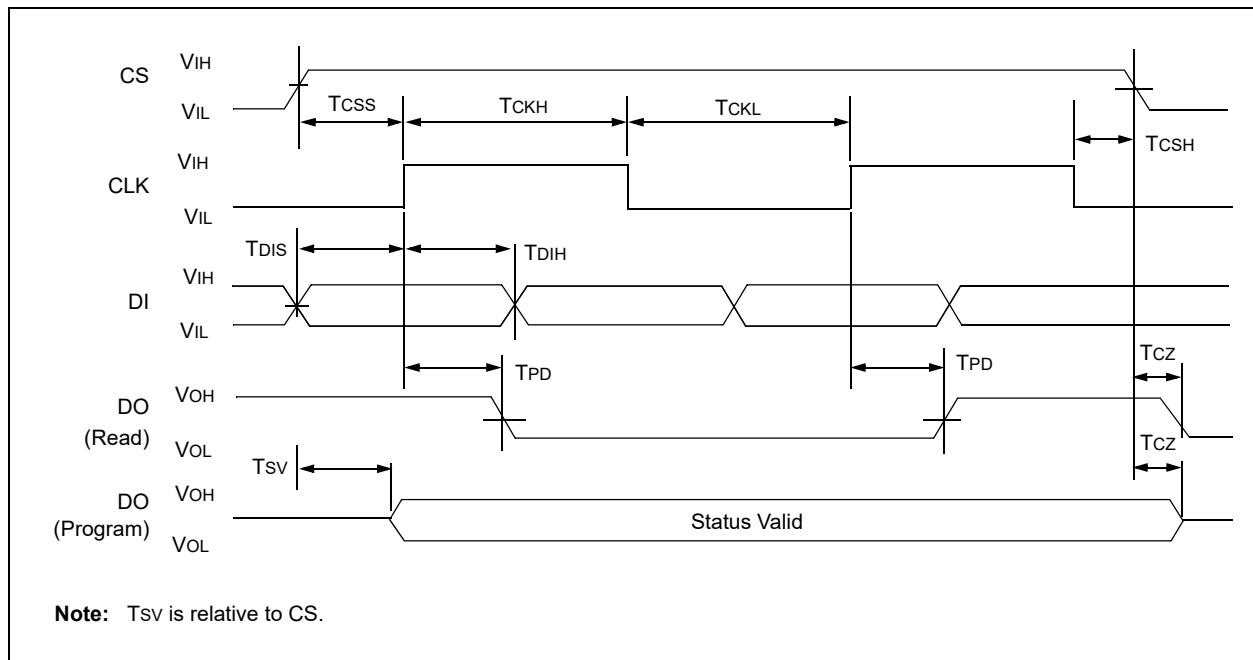 CS
VIH
VIL
TCSS
TCKH
TCKL
TCSH
CLK
VIH
VIL
TDIS
TDIH
DI
VIH
VIL
TPD
TPD
TCZ
DO
(Read)
VOH
VOL
TSV
TCZ
DO
(Program)
VOH
VOL
Status Valid
Note: TSV is relative to CS.